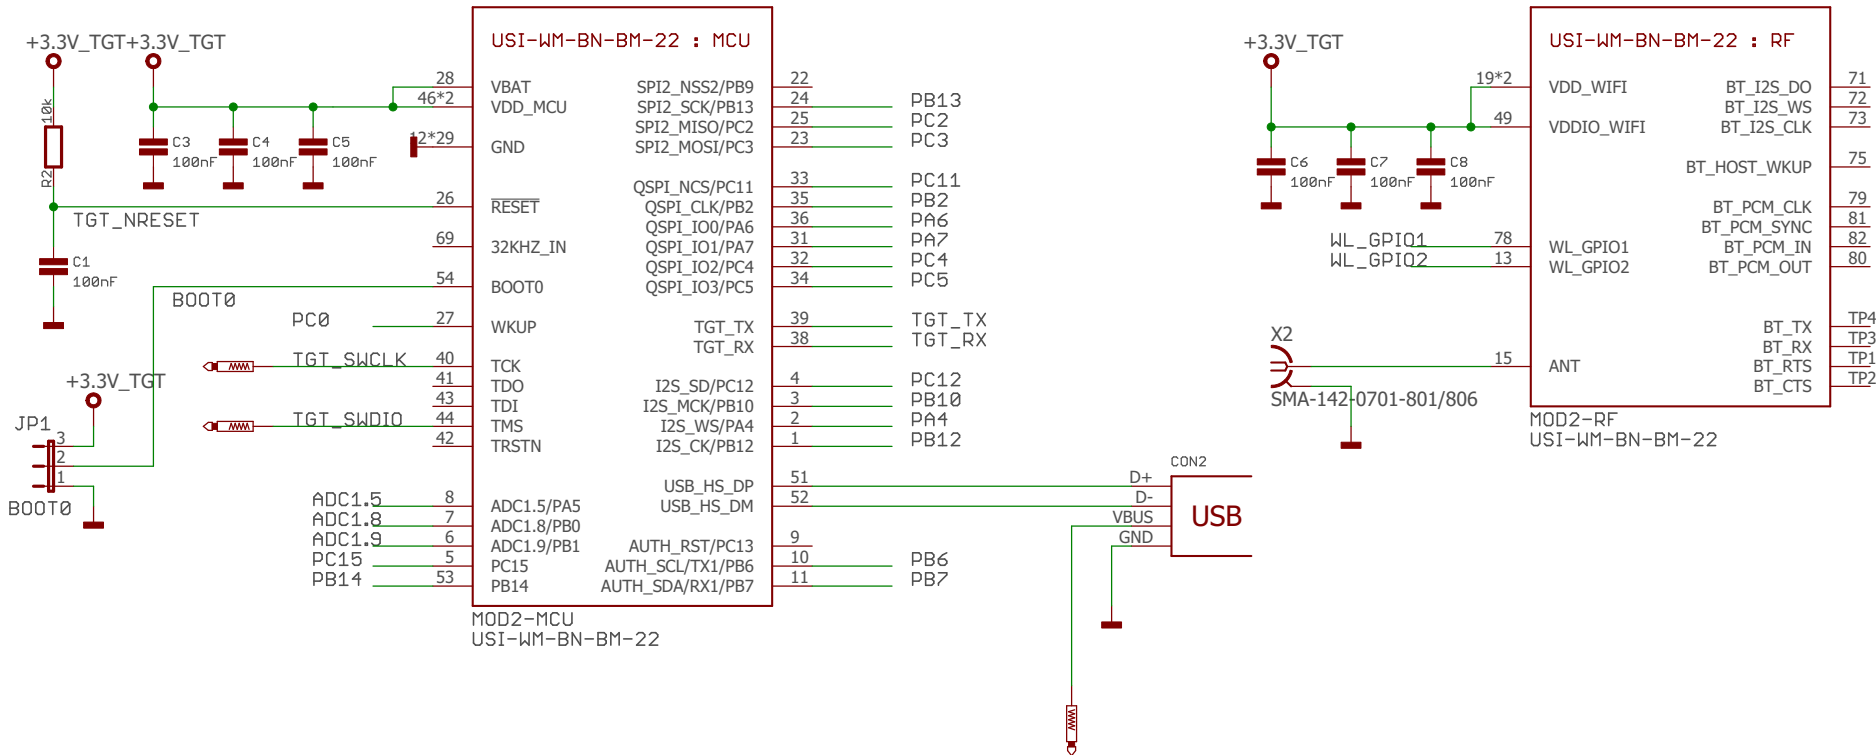 +3.3V_TGT
+3.3V_TGT
10k
R2
C3
100nF
C4
100nF
C5
100nF
TGT_NRESET
C1
100nF
BOOT0
PC0
TGT_SWCLK
+3.3V_TGT
TGT_SWDIO
JP1
3
2
1
BOOT0
ADC1.5
ADC1.8
ADC1.9
PC15
PB14
USI-WM-BN-BM-22 : MCU
28 VBAT
46*2 VDD_MCU
12*29 GND
26 RESET
69 32KHZ_IN
54 BOOT0
27 WKUP
40 TCK
41 TDO
43 TDI
44 TMS
42 TRSTN
8 ADC1.5/PA5
7 ADC1.8/PB0
6 ADC1.9/PB1
5 PC15
53 PB14
SPI2_NSS2/PB9 22
SPI2_SCK/PB13 24 PB13
SPI2_MISO/PC2 25 PC2
SPI2_MOSI/PC3 23 PC3
QSPI_NCS/PC11 33 PC11
QSPI_CLK/PB2 35 PB2
QSPI_IO0/PA6 36 PA6
QSPI_IO1/PA7 31 PA7
QSPI_IO2/PC4 32 PC4
QSPI_IO3/PC5 34 PC5
TGT_TX 39 TGT_TX
TGT_RX 38 TGT_RX
I2S_SD/PC12 4 PC12
I2S_MCK/PB10 3 PB10
I2S_WS/PA4 2 PA4
I2S_CK/PB12 1 PB12
USB_HS_DP 51
USB_HS_DM 52
AUTH_RST/PC13 9
AUTH_SCL/TX1/PB6 10 PB6
AUTH_SDA/RX1/PB7 11 PB7
MOD2-MCU
USI-WM-BN-BM-22
CON2
D+
D-
VBUS
GND
USB
+3.3V_TGT
C6
100nF
C7
100nF
C8
100nF
WL_GPIO1
WL_GPIO2
X2
SMA-142-0701-801/806
USI-WM-BN-BM-22 : RF
19*2 VDD_WIFI
49 VDDIO_WIFI
78 WL_GPIO1
13 WL_GPIO2
15 ANT
BT_I2S_DO 71
BT_I2S_WS 72
BT_I2S_CLK 73
BT_HOST_WKUP 75
BT_PCM_CLK 79
BT_PCM_SYNC 81
BT_PCM_IN 82
BT_PCM_OUT 80
BT_TX TP4
BT_RX TP3
BT_RTS TP1
BT_CTS TP2
MOD2-RF
USI-WM-BN-BM-22